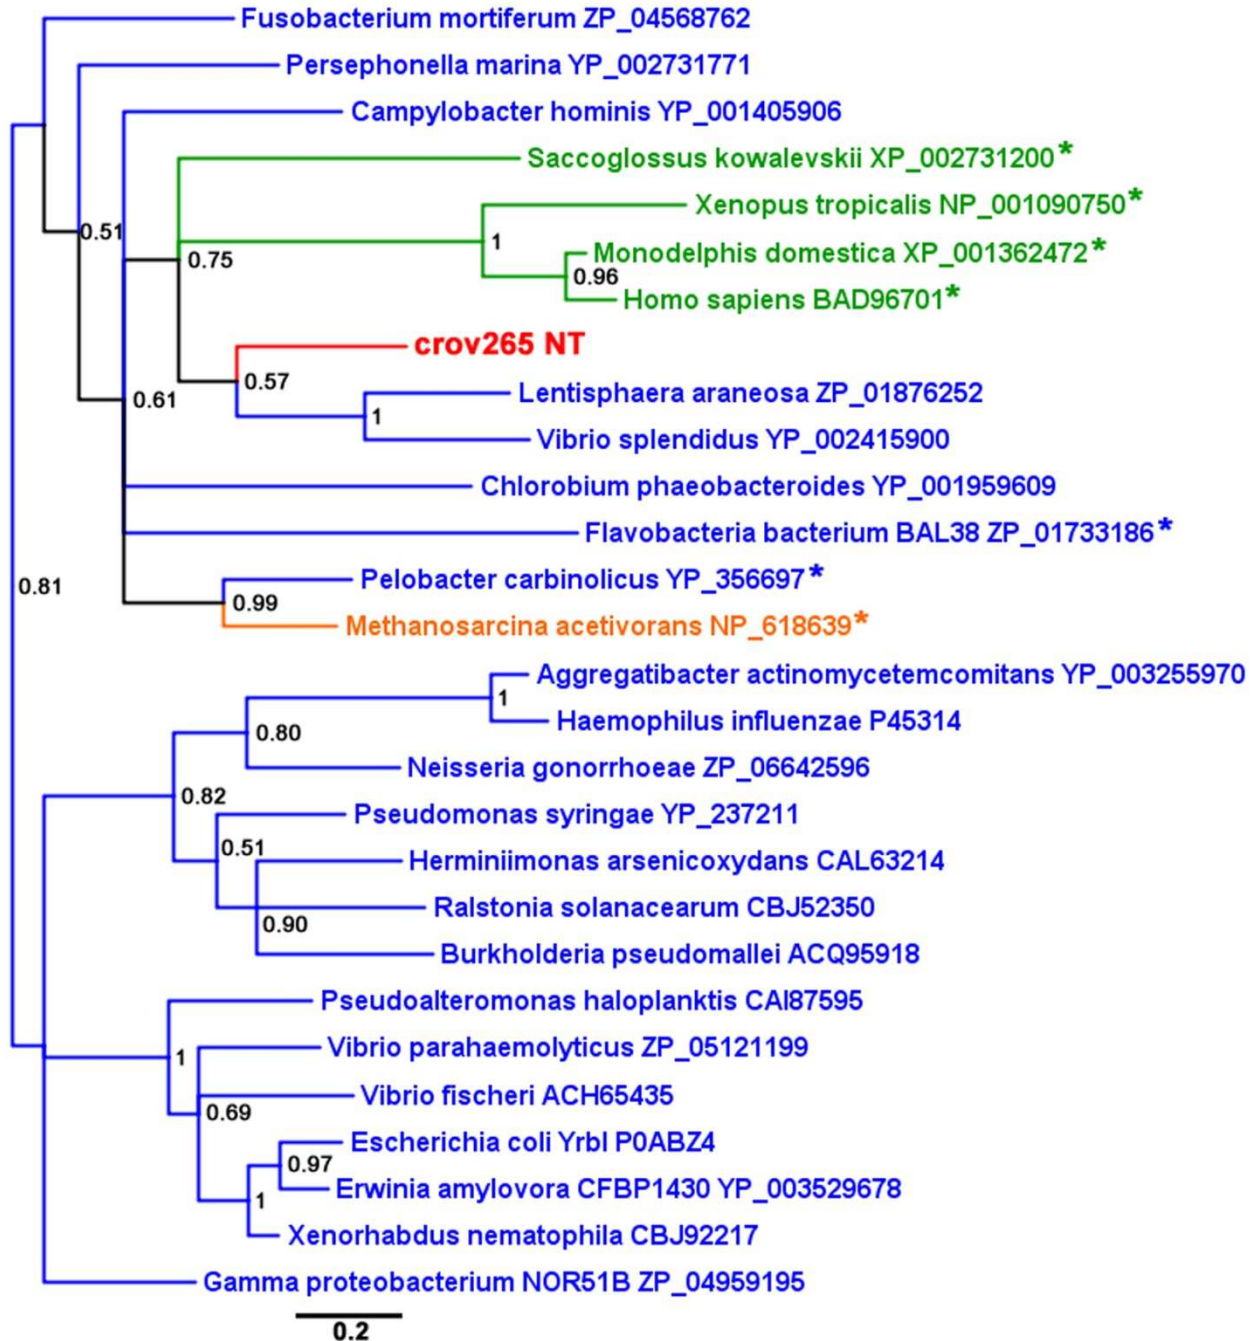 Fusobacterium mortiferum ZP_04568762
Persephonella marina YP_002731771
Campylobacter hominis YP_001405906
Saccoglossus kowalevskii XP_002731200*
Xenopus tropicalis NP_001090750*
0.51
1
0.75
Monodelphis domestica XP_001362472*
0.96
Homo sapiens BAD96701*
crov265 NT
0.57
Lentisphaera araneosa ZP_01876252
0.61
1
Vibrio splendidus YP_002415900
Chlorobium phaeobacteroides YP_001959609
Flavobacteria bacterium BAL38 ZP_01733186*
Pelobacter carbinolicus YP_356697*
0.81
0.99
Methanosarcina acetivorans NP_618639*
Aggregatibacter actinomycetemcomitans YP_003255970
1
Haemophilus influenzae P45314
0.80
Neisseria gonorrhoeae ZP_06642596
0.82
Pseudomonas syringae YP_237211
0.51
Herminiimonas arsenicoxydans CAL63214
Ralstonia solanacearum CBJ52350
0.90
Burkholderia pseudomallei ACQ95918
Pseudoalteromonas haloplanktis CAI87595
1
Vibrio parahaemolyticus ZP_05121199
Vibrio fischeri ACH65435
0.69
Escherichia coli YrbI P0ABZ4
0.97
Erwinia amylovora CFBP1430 YP_003529678
1
Xenorhabdus nematophila CBJ92217
Gamma proteobacterium NOR51B ZP_04959195
0.2